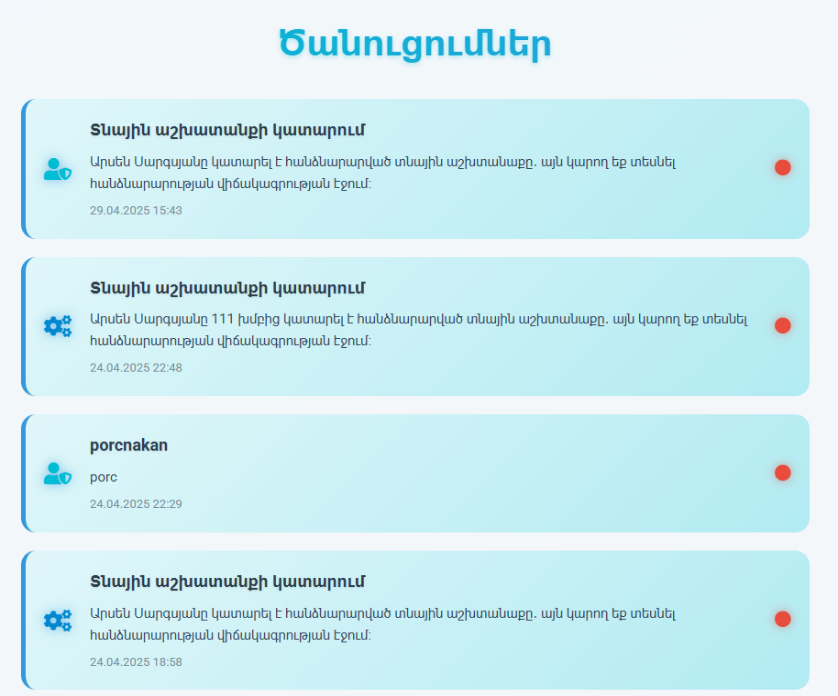 Ծանուցումներ
Տնային աշխատանքի կատարում
Արսեն Սարգսյանը կատարել է հանձնարարված տնային աշխտանաքը. այն կարող եք տեսնել
հանձնարարության վիճակագրության էջում:
29.04.2025 15:43
Տնային աշխատանքի կատարում
Արսեն Սարգսյանը 111 խմբից կատարել է հանձնարարված տնային աշխտանաքը. այն կարող եք տեսնել
հանձնարարության վիճակագրության էջում:
24.04.2025 22:48
porcnakan
porc
24.04.2025 22:29
Տնային աշխատանքի կատարում
Արսեն Սարգսյանը կատարել է հանձնարարված տնային աշխտանաքը. այն կարող եք տեսնել
հանձնարարության վիճակագրության էջում:
24.04.2025 18:58